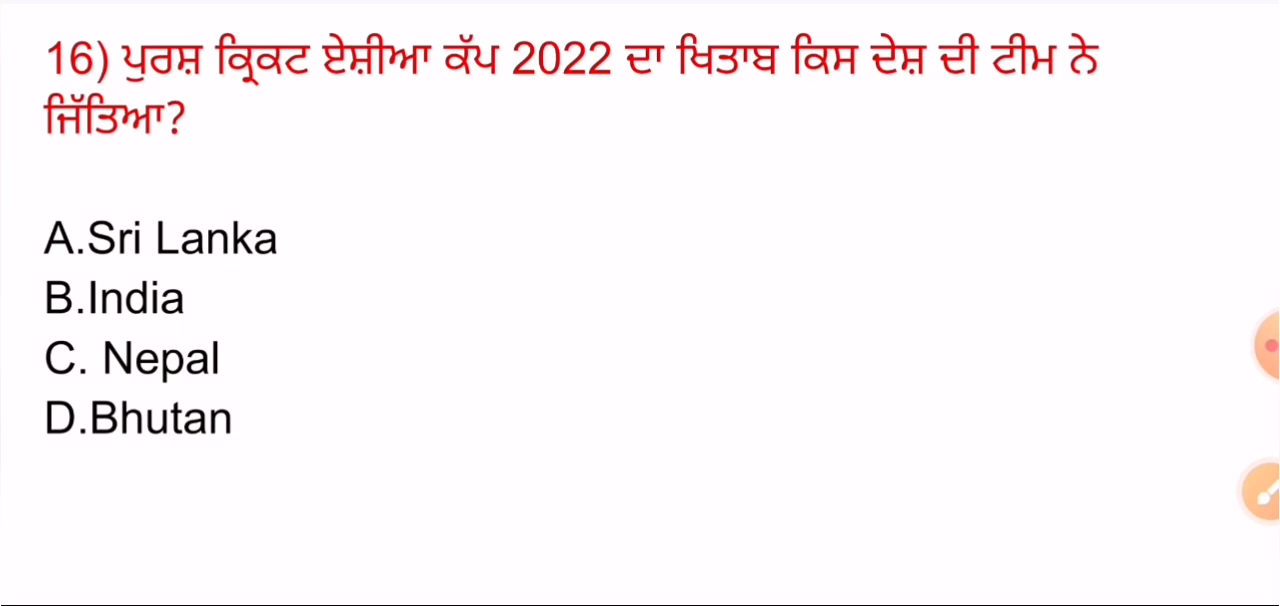 16) ਪੁਰਸ਼ ਕ੍ਰਿਕਟ ਏਸ਼ੀਆ ਕੱਪ 2022 ਦਾ ਖਿਤਾਬ ਕਿਸ ਦੇਸ਼ ਦੀ ਟੀਮ ਨੇ
ਜਿੱਤਿਆ?
A.Sri Lanka
B.India
C. Nepal
D.Bhutan